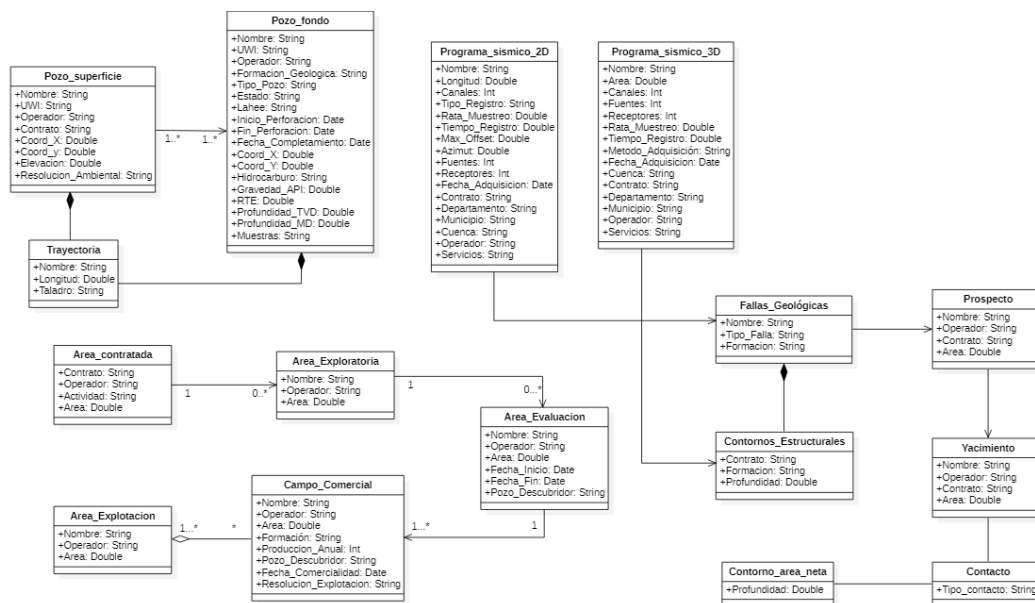 Pozo_fondo
+Nombre: String
+UWI: String
+Operador: String
+Formacion_Geologica: String
+Tipo_Pozo: String
+Estado: String
+Lahee: String
+Inicio_Perforacion: Date
+Fin_Perforacion: Date
+Fecha_Completamiento: Date
+Coord_X: Double
+Coord_Y: Double
+Hidrocarburo: String
+Gravedad_API: Double
+RTE: Double
+Profundidad_TVD: Double
+Profundidad_MD: Double
+Muestras: String
Pozo_superficie
+Nombre: String
+UWI: String
+Operador: String
+Contrato: String
+Coord_X: Double
+Coord_y: Double
+Elevacion: Double
+Resolucion_Ambiental: String
1..*
1..*
Trayectoria
+Nombre: String
+Longitud: Double
+Taladro: String
Programa_sismico_2D
+Nombre: String
+Longitud: Double
+Canales: Int
+Tipo_Registro: String
+Rata_Muestreo: Double
+Tiempo_Registro: Double
+Max_Offset: Double
+Azimut: Double
+Fuentes: Int
+Receptores: Int
+Fecha_Adquisicion: Date
+Contrato: String
+Departamento: String
+Municipio: String
+Cuenca: String
+Operador: String
+Servicios: String
Programa_sismico_3D
+Nombre: String
+Area: Double
+Canales: Int
+Fuentes: Int
+Receptores: Int
+Rata_Muestreo: Double
+Tiempo_Registro: Double
+Metodo_Adquisición: String
+Fecha_Adquisicion: Date
+Cuenca: String
+Contrato: String
+Departamento: String
+Municipio: String
+Operador: String
+Servicios: String
Fallas_Geológicas
+Nombre: String
+Tipo_Falla: String
+Formacion: String
Prospecto
+Nombre: String
+Operador: String
+Contrato: String
+Area: Double
Area_contratada
+Contrato: String
+Operador: String
+Actividad: String
+Area: Double
1
0..*
Area_Exploratoria
+Nombre: String
+Operador: String
+Area: Double
1
0...*
Area_Evaluacion
+Nombre: String
+Operador: String
+Area: Double
+Fecha_Inicio: Date
+Fecha_Fin: Date
+Pozo_Descubridor: String
1
1...*
Contornos_Estructurales
+Contrato: String
+Formacion: String
+Profundidad: Double
Yacimiento
+Nombre: String
+Operador: String
+Contrato: String
+Area: Double
Campo_Comercial
+Nombre: String
+Operador: String
+Area: Double
+Formación: String
+Produccion_Anual: Int
+Pozo_Descubridor: String
+Fecha_Comercialidad: Date
+Resolucion_Explotacion: String
Area_Explotacion
+Nombre: String
+Operador: String
+Area: Double
1...*
*
Contorno_area_neta
+Profundidad: Double
Contacto
+Tipo_contacto: String